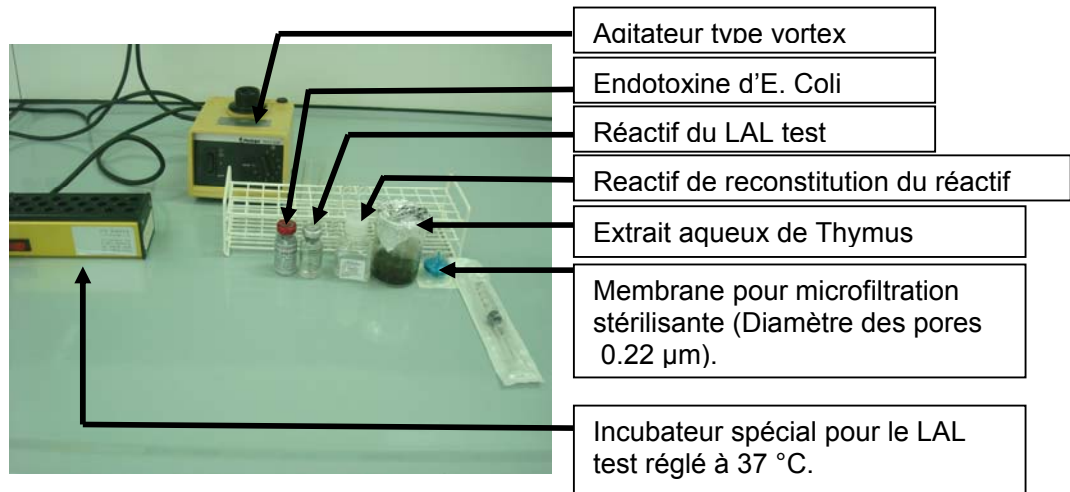 Agitateur type vortex
Endotoxine d'E. Coli
Réactif du LAL test
Reactif de reconstitution du réactif
Extrait aqueux de Thymus
Membrane pour microfiltration
stérilisante (Diamètre des pores
0.22 µm).
Incubateur spécial pour le LAL
test réglé à 37 °C.